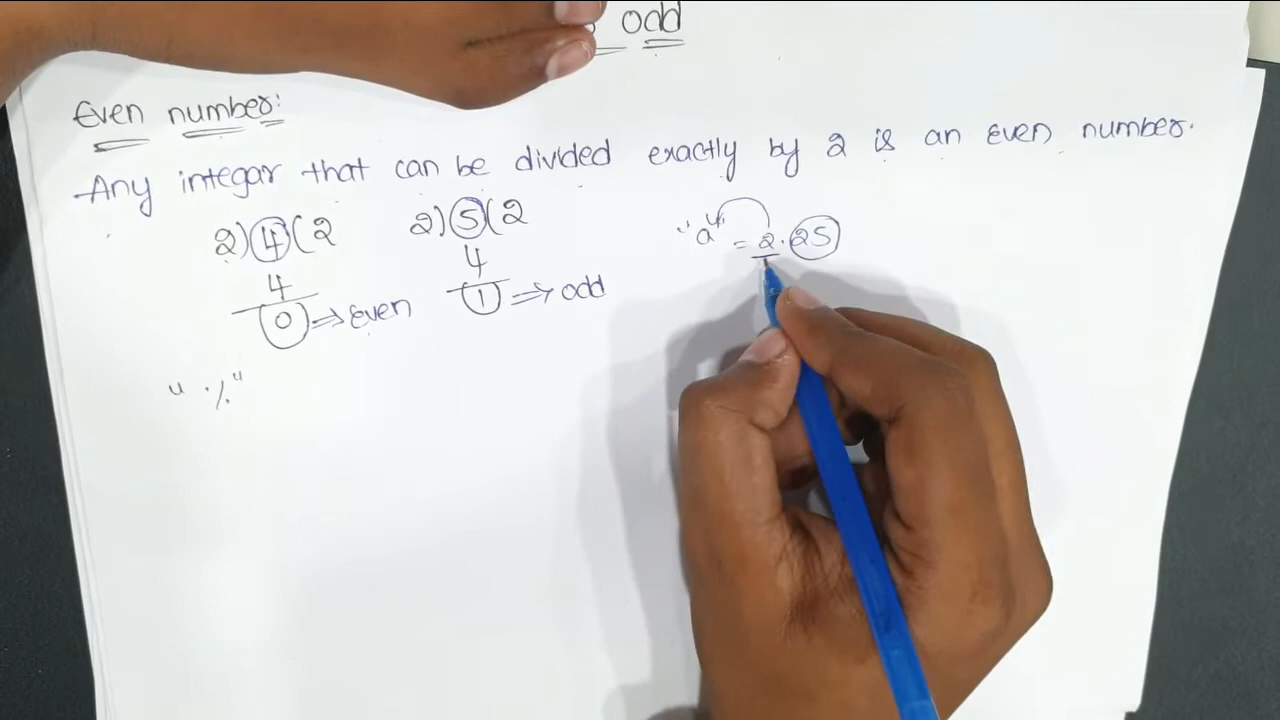 odd
Even number:
Any integar that can be divided exactly by 2 is an even number.
2)4(2 2)5(2 "a" = 2.25
4 4
0 ⇒ Even 1 ⇒ odd
" % "